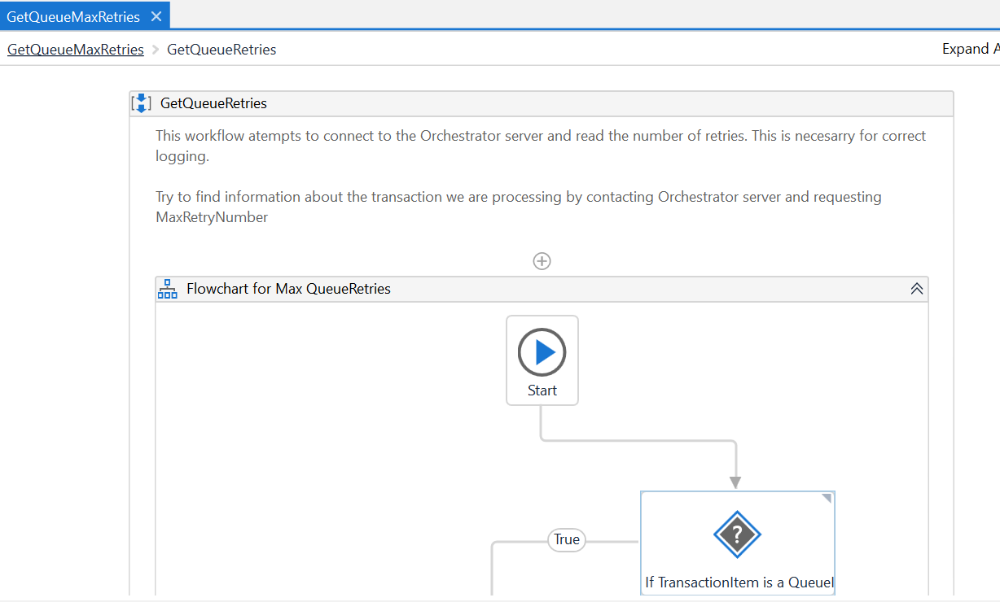 GetQueueMaxRetries
GetQueueMaxRetries > GetQueueRetries
Expand A
GetQueueRetries
This workflow atempts to connect to the Orchestrator server and read the number of retries. This is necesarry for correct
logging.
Try to find information about the transaction we are processing by contacting Orchestrator server and requesting
MaxRetryNumber
Flowchart for Max QueueRetries
Start
True
?
If TransactionItem is a QueueI